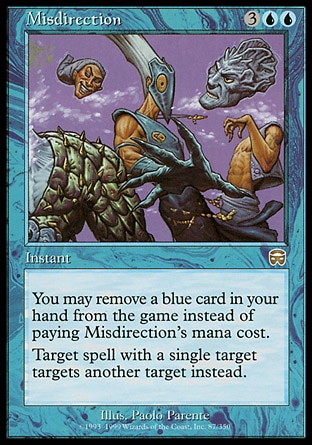 Misdirection 3
Instant
You may remove a blue card in your
hand from the game instead of
paying Misdirection's mana cost.
Target spell with a single target
targets another target instead.
Illus. Paolo Parente
©1993-1999 Wizards of the Coast, Inc. 87/350